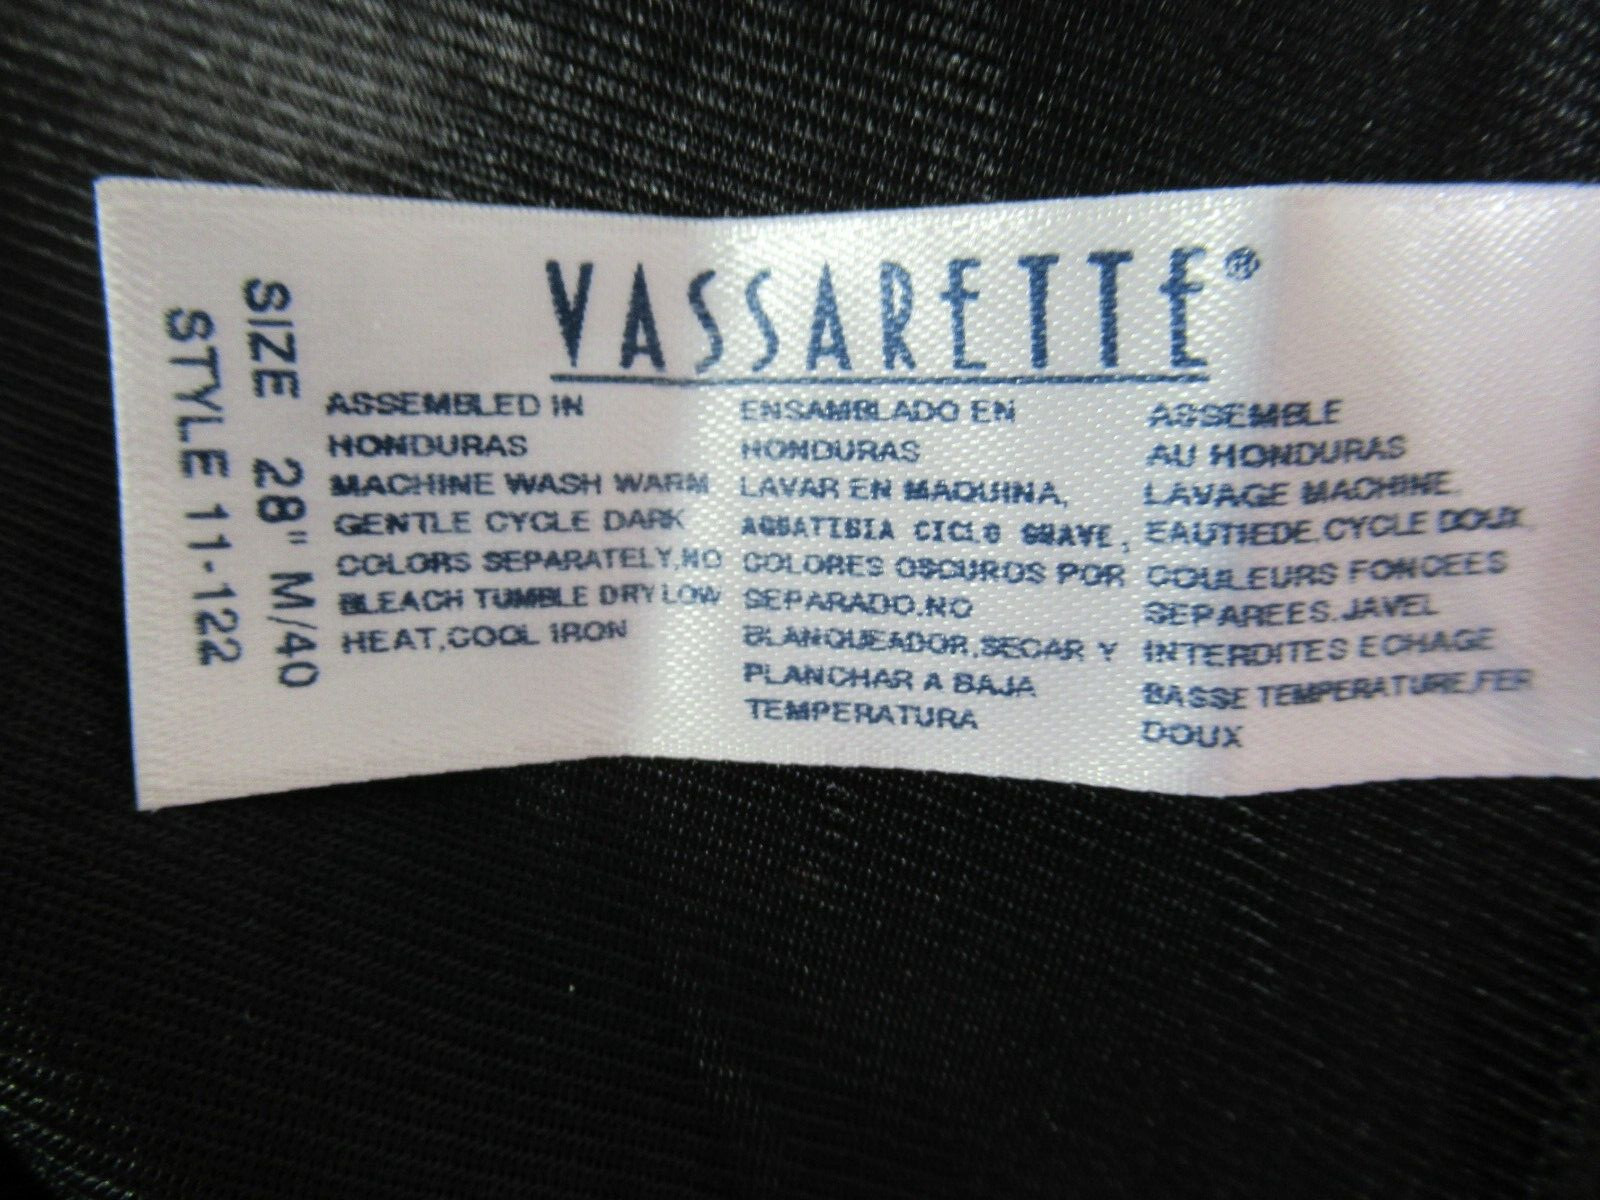 VASSARETTE®
SIZE 28" M/40
STYLE 11-122
ASSEMBLED IN
HONDURAS
MACHINE WASH WARM
GENTLE CYCLE DARK
COLORS SEPARATELY,NO
BLEACH TUMBLE DRY LOW
HEAT,COOL IRON
ENSAMBLADO EN
HONDURAS
LAVAR EN MAQUINA,
AGUATIBIA CICLO SUAVE,
COLORES OSCUROS POR
SEPARADO.NO
BLANQUEADOR,SECAR Y
PLANCHAR A BAJA
TEMPERATURA
ASSEMBLE
AU HONDURAS
LAVAGE MACHINE.
EAUTIEDE.CYCLE DOUX.
COULEURS FONCEES
SEPAREES.JAVEL
INTERDITE SECHAGE
BASSE TEMPERATURE,FER
DOUX